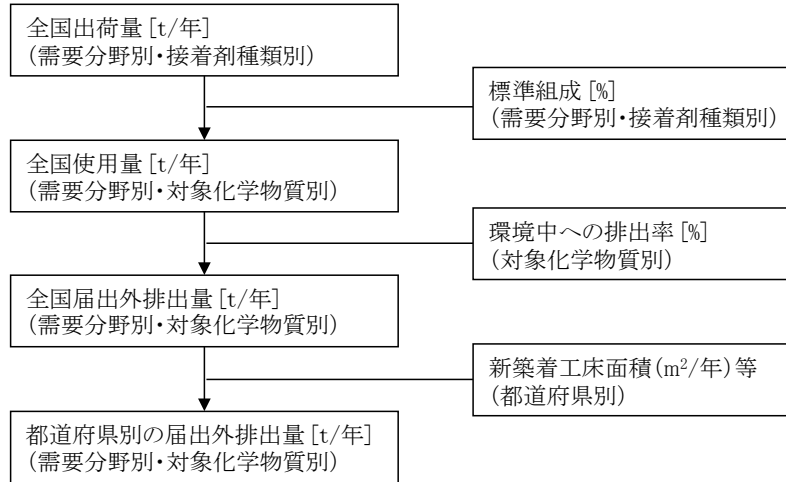 全国出荷量[t/年]
(需要分野別・接着剤種類別)
標準組成[%]
(需要分野別・接着剤種類別)
全国使用量[t/年]
(需要分野別・対象化学物質別)
環境中への排出率[%]
(対象化学物質別)
全国届出外排出量[t/年]
(需要分野別・対象化学物質別)
新築着工床面積(m²/年)等
(都道府県別)
都道府県別の届出外排出量[t/年]
(需要分野別・対象化学物質別)